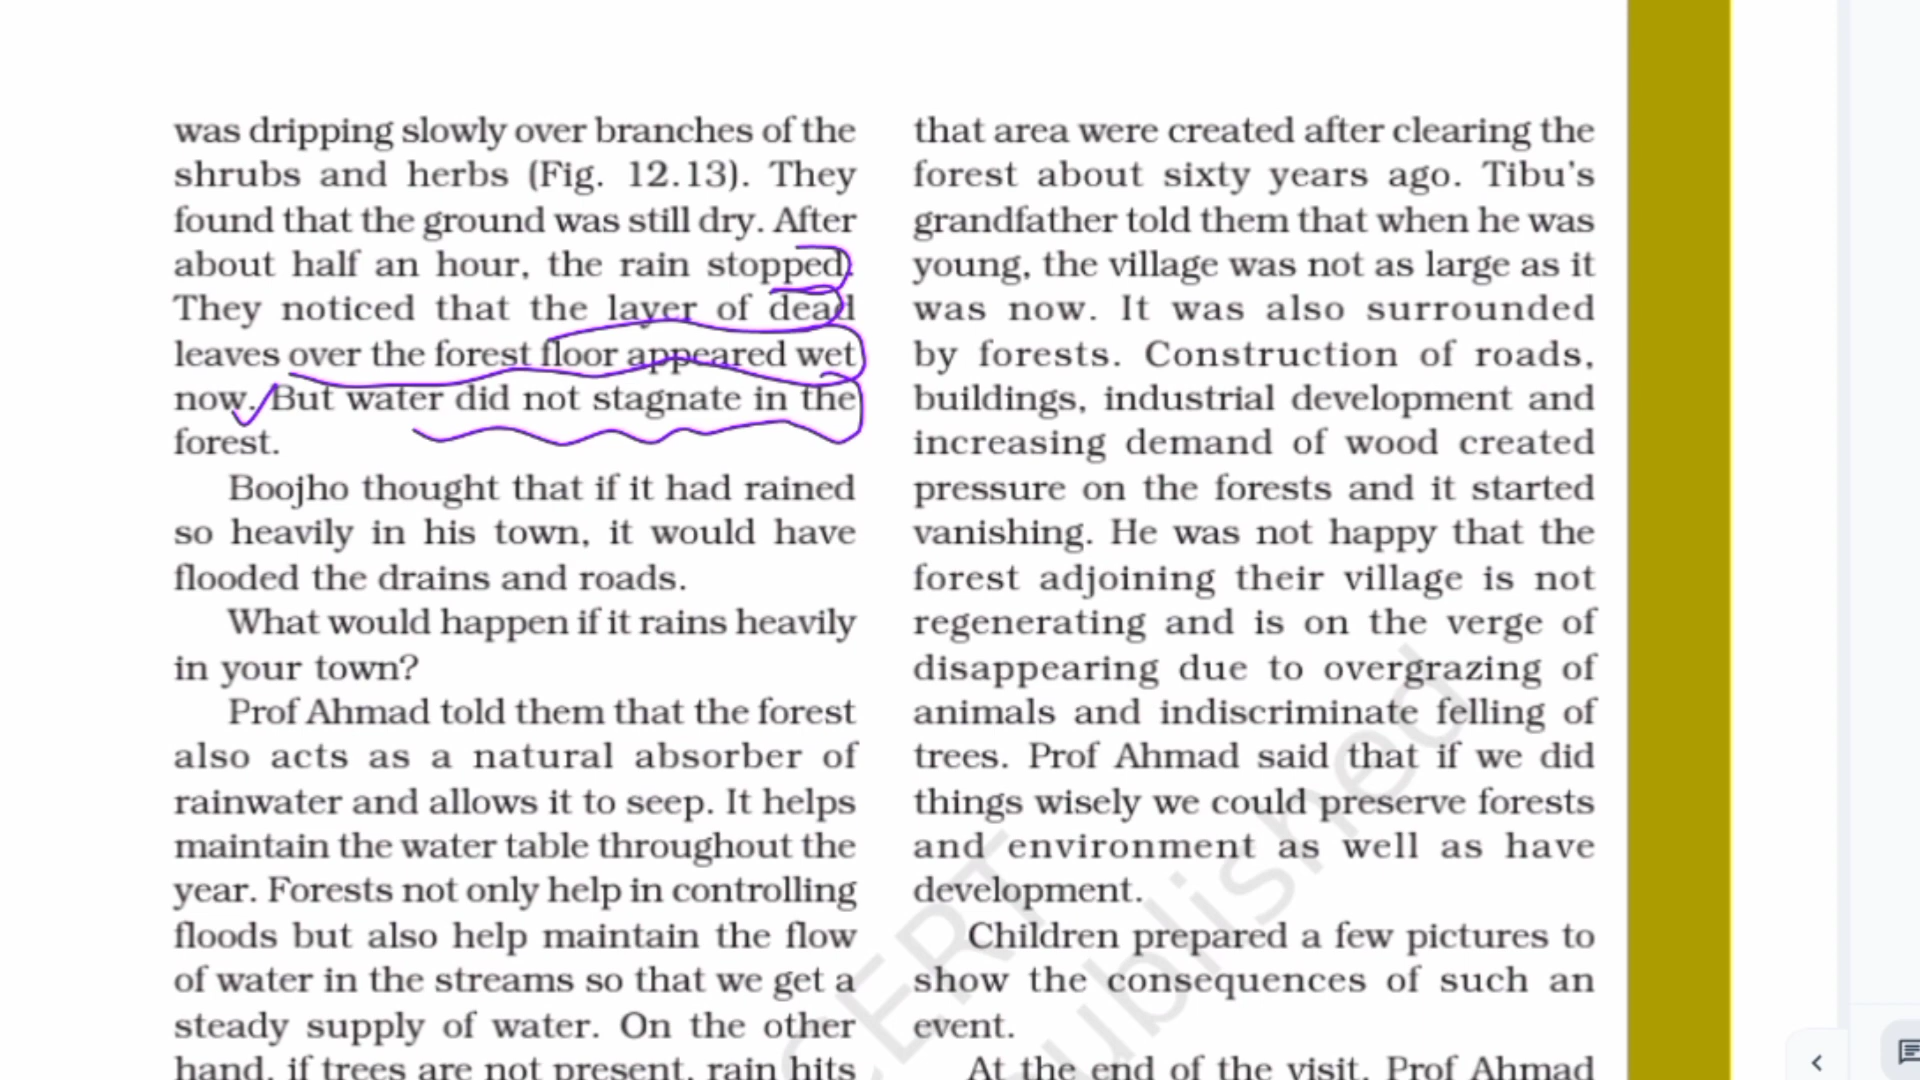 was dripping slowly over branches of the
shrubs and herbs (Fig. 12.13). They
found that the ground was still dry. After
about half an hour, the rain stopped.
They noticed that the layer of dead
leaves over the forest floor appeared wet
now. But water did not stagnate in the
forest.
Boojho thought that if it had rained
so heavily in his town, it would have
flooded the drains and roads.
What would happen if it rains heavily
in your town?
Prof Ahmad told them that the forest
also acts as a natural absorber of
rainwater and allows it to seep. It helps
maintain the water table throughout the
year. Forests not only help in controlling
floods but also help maintain the flow
of water in the streams so that we get a
steady supply of water. On the other
hand, if trees are not present, rain hits
that area were created after clearing the
forest about sixty years ago. Tibu's
grandfather told them that when he was
young, the village was not as large as it
was now. It was also surrounded
by forests. Construction of roads,
buildings, industrial development and
increasing demand of wood created
pressure on the forests and it started
vanishing. He was not happy that the
forest adjoining their village is not
regenerating and is on the verge of
disappearing due to overgrazing of
animals and indiscriminate felling of
trees. Prof Ahmad said that if we did
things wisely we could preserve forests
and environment as well as have
development.
Children prepared a few pictures to
show the consequences of such an
event.
At the end of the visit, Prof Ahmad